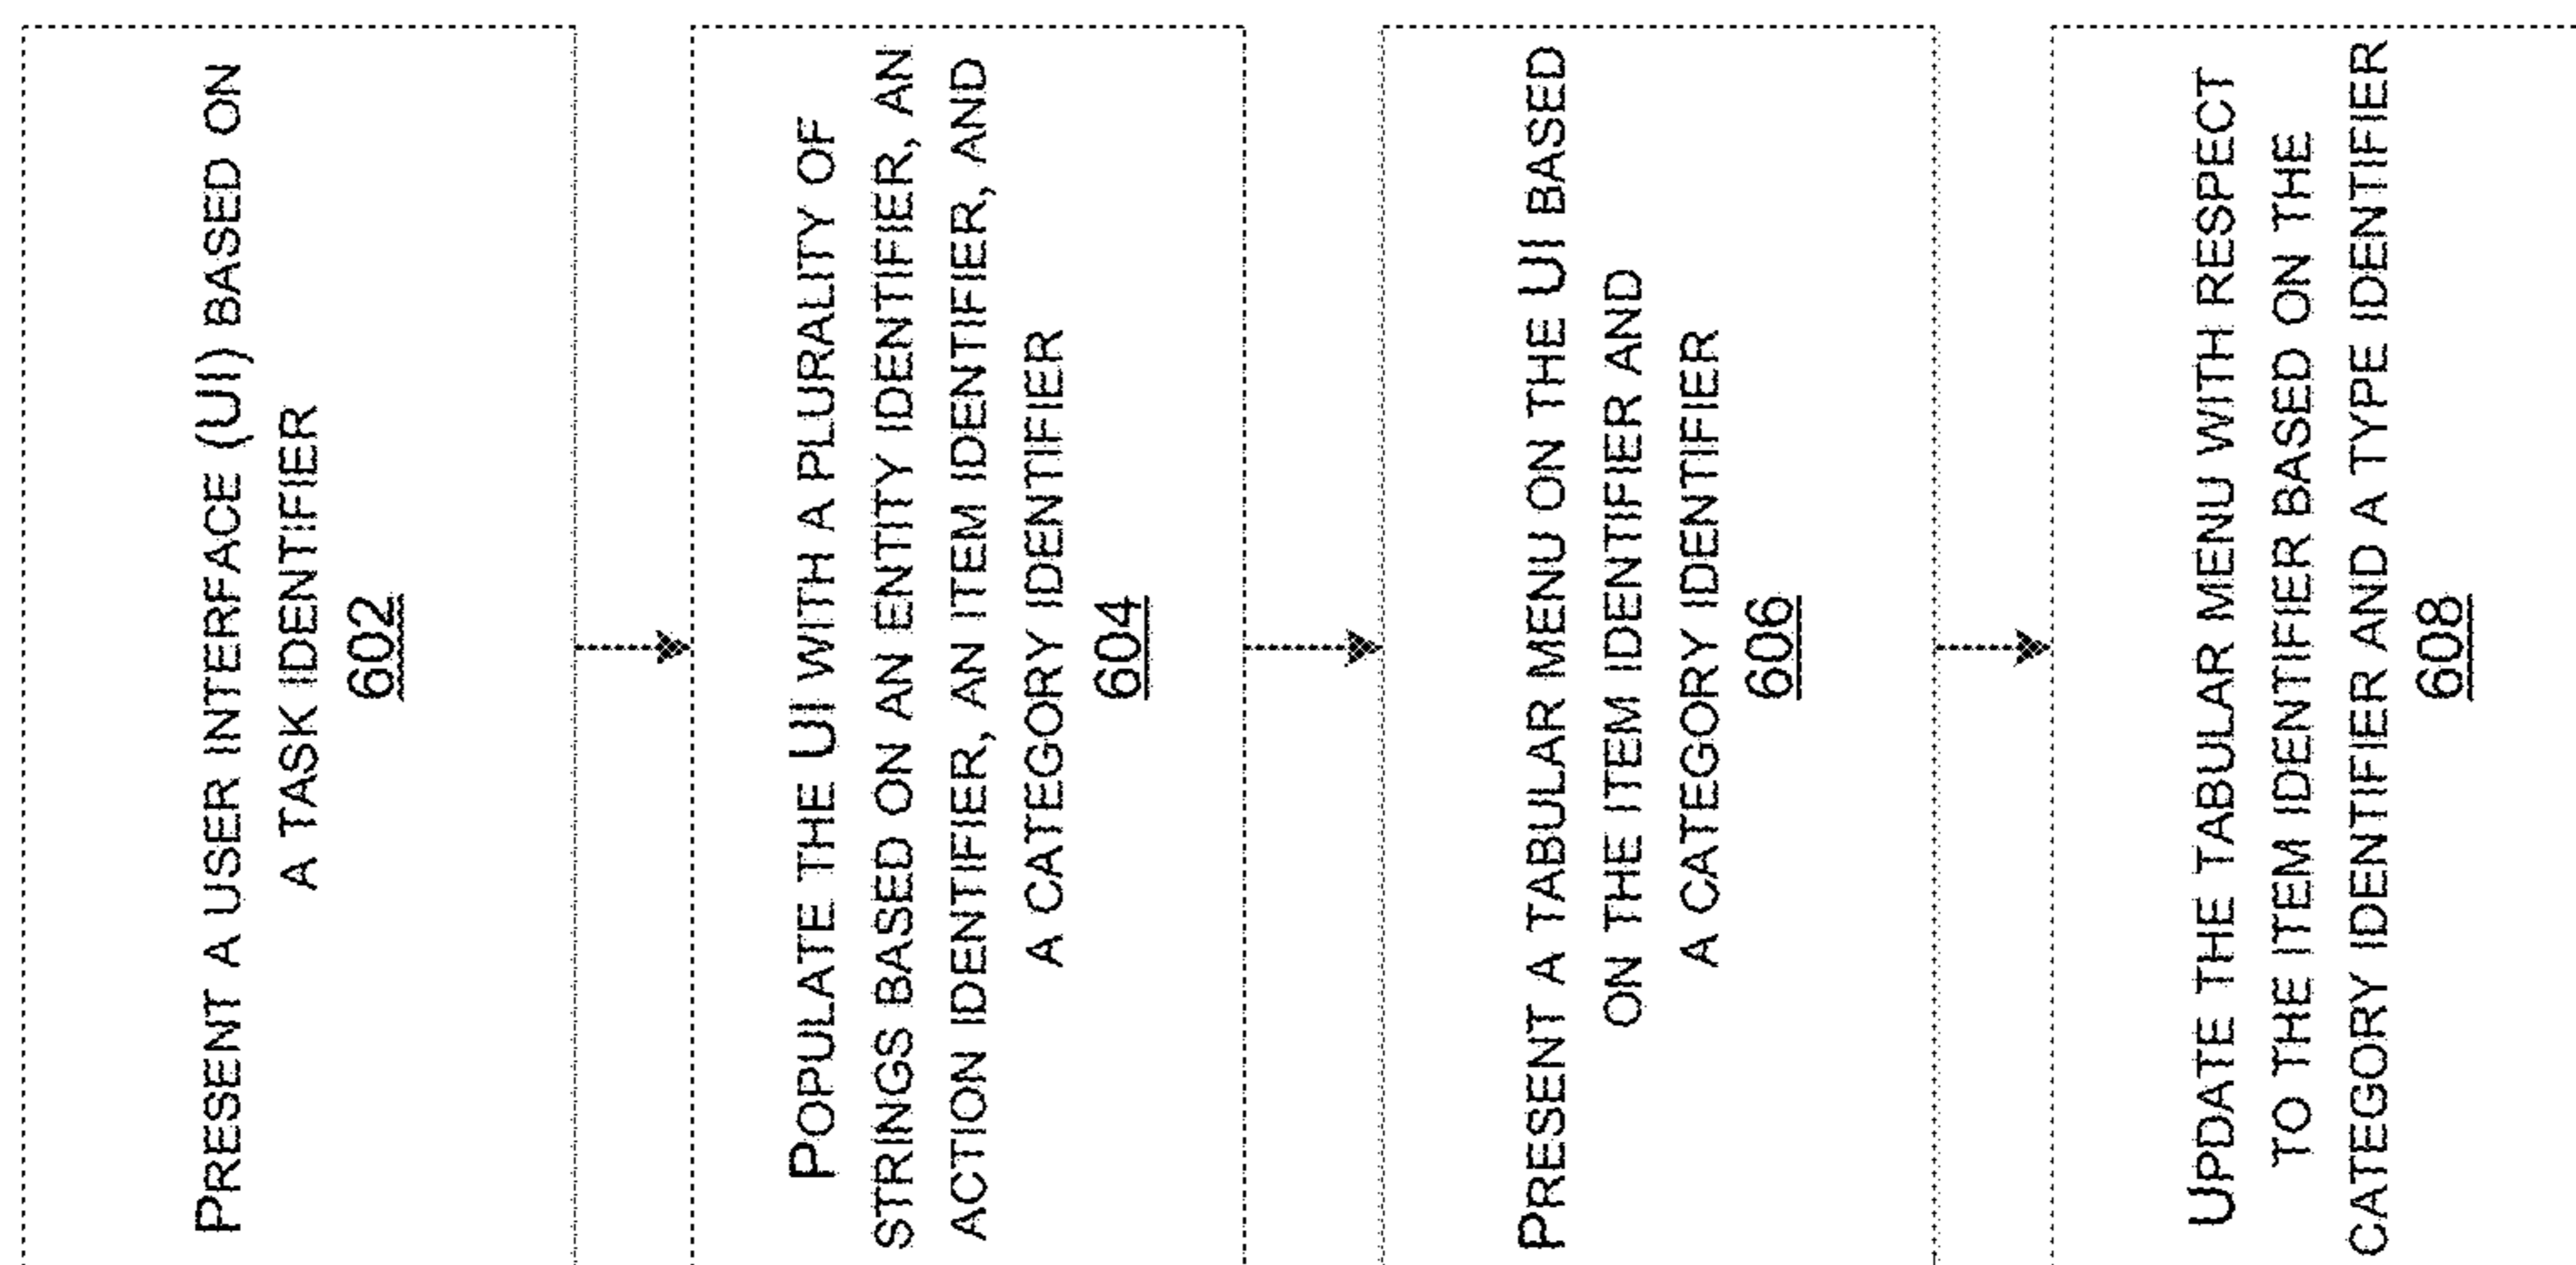 PRESENT A USER INTERFACE (UI) BASED ON
A TASK IDENTIFIER
602
POPULATE THE UI WITH A PLURALITY OF
STRINGS BASED ON AN ENTITY IDENTIFIER, AN
ACTION IDENTIFIER, AN ITEM IDENTIFIER, AND
A CATEGORY IDENTIFIER
604
PRESENT A TABULAR MENU ON THE UI BASED
ON THE ITEM IDENTIFIER AND
A CATEGORY IDENTIFIER
606
UPDATE THE TABULAR MENU WITH RESPECT
TO THE ITEM IDENTIFIER BASED ON THE
CATEGORY IDENTIFIER AND A TYPE IDENTIFIER
608